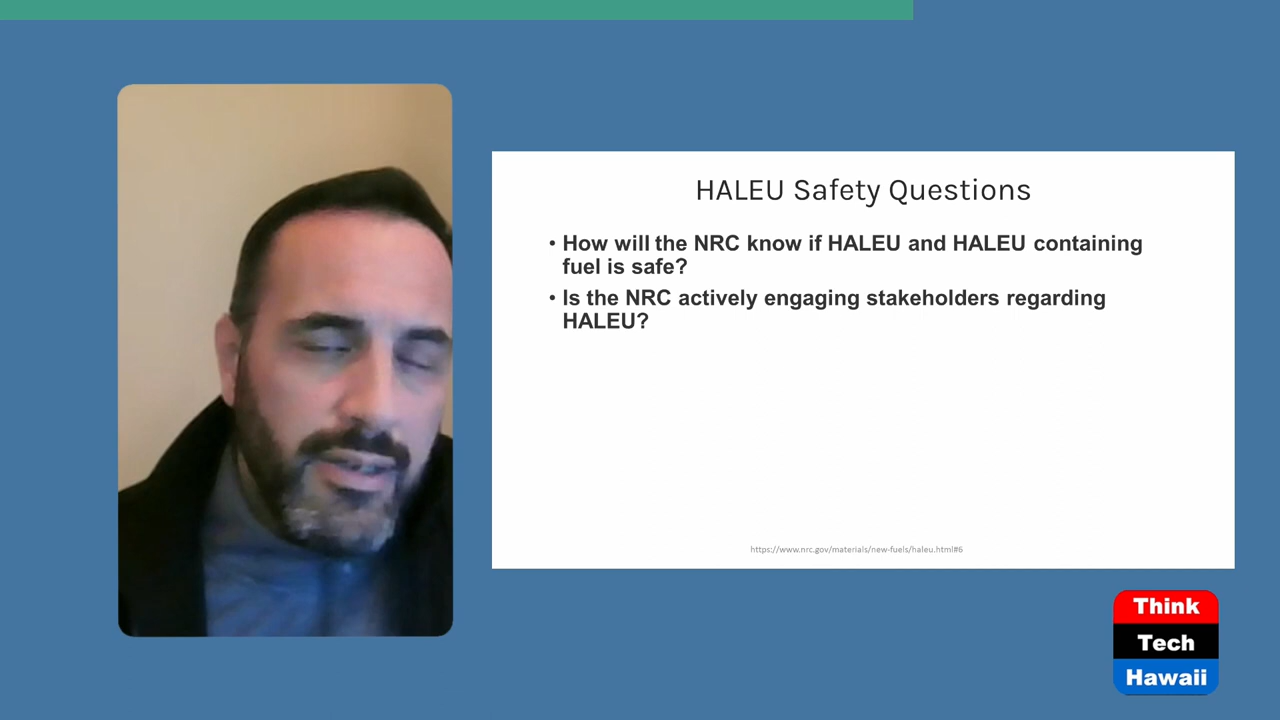 HALEU Safety Questions
• How will the NRC know if HALEU and HALEU containing
fuel is safe?
• Is the NRC actively engaging stakeholders regarding
HALEU?
https://www.nrc.gov/materials/new-fuels/haleu.html#6
Think
Tech
Hawaii